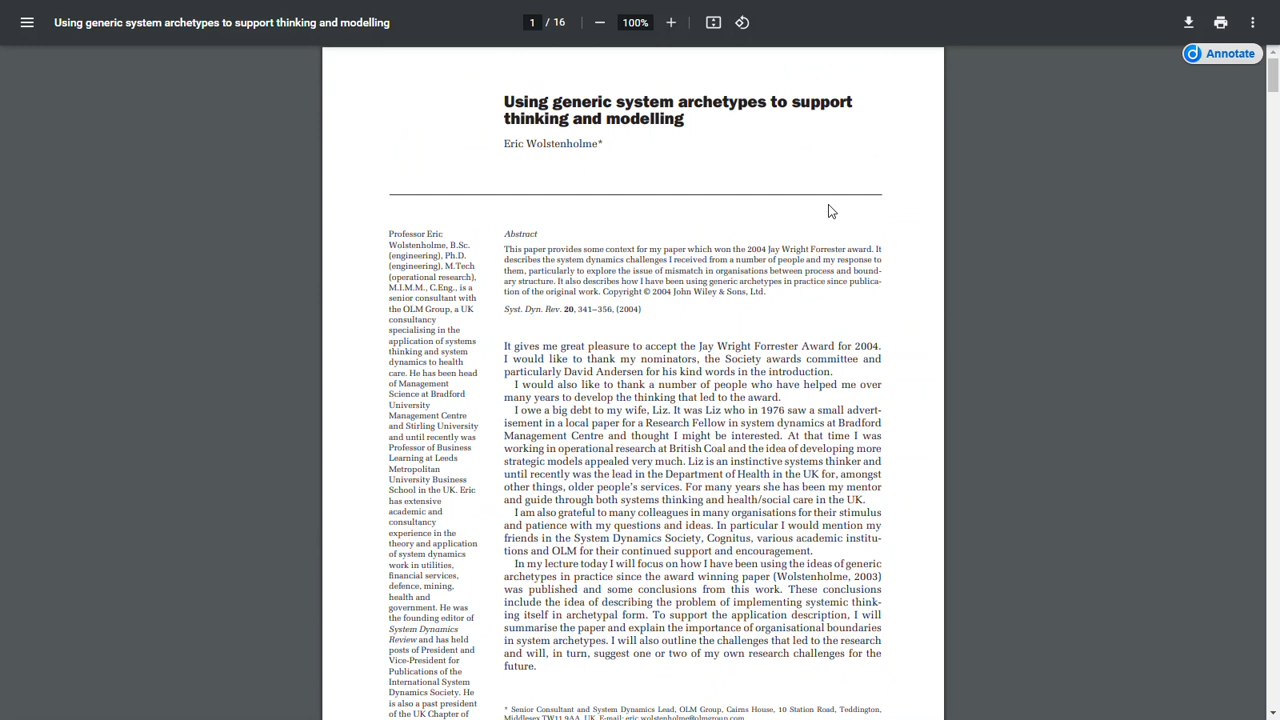 Using generic system archetypes to support thinking and modelling
1 / 16
100%
Annotate
Using generic system archetypes to support
thinking and modelling
Eric Wolstenholme*
Professor Eric
Wolstenholme, B.Sc.
(engineering), Ph.D.
(engineering), M.Tech
(operational research),
M.I.M.M., C.Eng., is a
senior consultant with
the OLM Group, a UK
consultancy
specialising in the
application of systems
thinking and system
dynamics to health
care. He has been head
of Management
Science at Bradford
University
Management Centre
and Stirling University
and until recently was
Professor of Business
Learning at Leeds
Metropolitan
University Business
School in the UK. Eric
has extensive
academic and
consultancy
experience in the
theory and application
of system dynamics
work in utilities,
financial services,
defence, mining,
health and
government. He was
the founding editor of
System Dynamics
Review and has held
posts of President and
Vice-President for
Publications of the
International System
Dynamics Society. He
is also a past president
of the UK Chapter of
Abstract
This paper provides some context for my paper which won the 2004 Jay Wright Forrester award. It
describes the system dynamics challenges I received from a number of people and my response to
them, particularly to explore the issue of mismatch in organisations between process and bound-
ary structure. It also describes how I have been using generic archetypes in practice since publica-
tion of the original work. Copyright © 2004 John Wiley & Sons, Ltd.
Syst. Dyn. Rev. 20, 341–356, (2004)
It gives me great pleasure to accept the Jay Wright Forrester Award for 2004.
I would like to thank my nominators, the Society awards committee and
particularly David Andersen for his kind words in the introduction.
I would also like to thank a number of people who have helped me over
many years to develop the thinking that led to the award.
I owe a big debt to my wife, Liz. It was Liz who in 1976 saw a small advert-
isement in a local paper for a Research Fellow in system dynamics at Bradford
Management Centre and thought I might be interested. At that time I was
working in operational research at British Coal and the idea of developing more
strategic models appealed very much. Liz is an instinctive systems thinker and
until recently was the lead in the Department of Health in the UK for, amongst
other things, older people's services. For many years she has been my mentor
and guide through both systems thinking and health/social care in the UK.
I am also grateful to many colleagues in many organisations for their stimulus
and patience with my questions and ideas. In particular I would mention my
friends in the System Dynamics Society, Cognitus, various academic institu-
tions and OLM for their continued support and encouragement.
In my lecture today I will focus on how I have been using the ideas of generic
archetypes in practice since the award winning paper (Wolstenholme, 2003)
was published and some conclusions from this work. These conclusions
include the idea of describing the problem of implementing systemic think-
ing itself in archetypal form. To support the application description, I will
summarise the paper and explain the importance of organisational boundaries
in system archetypes. I will also outline the challenges that led to the research
and will, in turn, suggest one or two of my own research challenges for the
future.
* Senior Consultant and System Dynamics Lead, OLM Group, Cairns House, 10 Station Road, Teddington,
Middlesex TW11 9AA, UK. E-mail: eric.wolstenholme@olmgroup.com